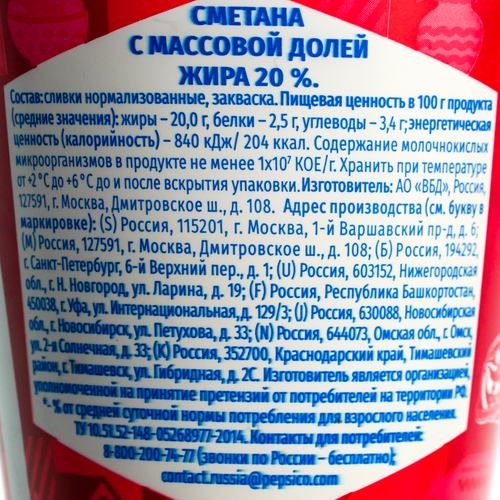 СМЕТАНА
С МАССОВОЙ ДОЛЕЙ
ЖИРА 20 %.
Состав: сливки нормализованные, закваска. Пищевая ценность в 100 г продукта
(средние значения): жиры – 20,0 г, белки – 2,5 г, углеводы – 3,4 г; энергетическая
ценность (калорийность) – 840 кДж/ 204 ккал. Содержание молочнокислых
микроорганизмов в продукте не менее 1х10⁷ КОЕ/г. Хранить при температуре
от +2 °С до +6 °С до и после вскрытия упаковки. Изготовитель: АО «ВБД», Россия,
127591, г. Москва, Дмитровское ш., д. 108. Адрес производства (см. букву в
маркировке): (S) Россия, 115201, г. Москва, 1-й Варшавский пр-д, д. 6;
(М) Россия, 127591, г. Москва, Дмитровское ш., д. 108; (Б) Россия, 194292,
г. Санкт-Петербург, 6-й Верхний пер., д. 1; (U) Россия, 603152, Нижегородская
обл., г. Н. Новгород, ул. Ларина, д. 19; (F) Россия, Республика Башкортостан,
450038, г. Уфа, ул. Интернациональная, д. 129/3; (J) Россия, 630088, Новосибирская
обл., г. Новосибирск, ул. Петухова, д. 33; (N) Россия, 644073, Омская обл., г. Омск,
ул. 2-я Солнечная, д. 33; (К) Россия, 352700, Краснодарский край, Тимашевский
район, г. Тимашевск, ул. Гибридная, д. 2С. Изготовитель является организацией,
уполномоченной на принятие претензий от потребителей на территории РФ.
*- % от средней суточной нормы потребления для взрослого населения.
ТУ 10.51.52-148-05268977-2014. Контакты для потребителей:
8-800-200-74-77 (звонки по России – бесплатно);
contact.russia@pepsico.com